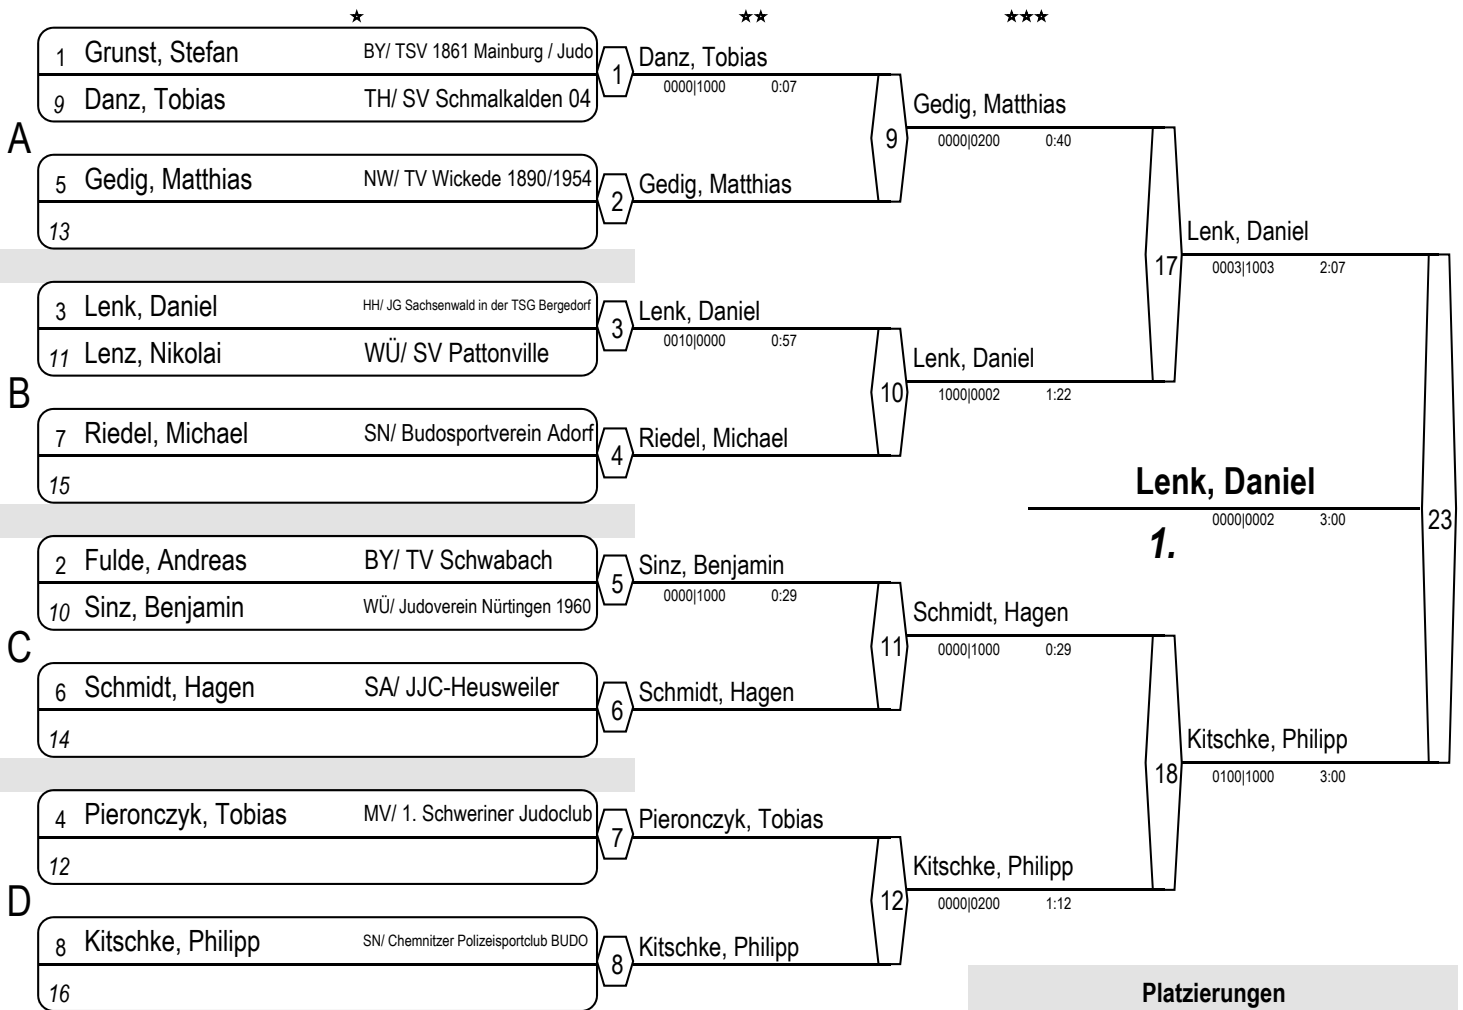 ★ ★★ ★★★
1 Grunst, Stefan BY/ TSV 1861 Mainburg / Judo
9 Danz, Tobias TH/ SV Schmalkalden 04
A
5 Gedig, Matthias NW/ TV Wickede 1890/1954
13
3 Lenk, Daniel HH/ JG Sachsenwald in der TSG Bergedorf
11 Lenz, Nikolai WÜ/ SV Pattonville
B
7 Riedel, Michael SN/ Budosportverein Adorf
15
2 Fulde, Andreas BY/ TV Schwabach
10 Sinz, Benjamin WÜ/ Judoverein Nürtingen 1960
C
6 Schmidt, Hagen SA/ JJC-Heusweiler
14
4 Pieronczyk, Tobias MV/ 1. Schweriner Judoclub
12
D
8 Kitschke, Philipp SN/ Chemnitzer Polizeisportclub BUDO
16
1 Danz, Tobias
0000|1000 0:07
2 Gedig, Matthias
3 Lenk, Daniel
0010|0000 0:57
4 Riedel, Michael
5 Sinz, Benjamin
0000|1000 0:29
6 Schmidt, Hagen
7 Pieronczyk, Tobias
8 Kitschke, Philipp
9 Gedig, Matthias
0000|0200 0:40
10 Lenk, Daniel
1000|0002 1:22
11 Schmidt, Hagen
0000|1000 0:29
12 Kitschke, Philipp
0000|0200 1:12
17 Lenk, Daniel
0003|1003 2:07
18 Kitschke, Philipp
0100|1000 3:00
Lenk, Daniel
0000|0002 3:00 23
1.
Platzierungen